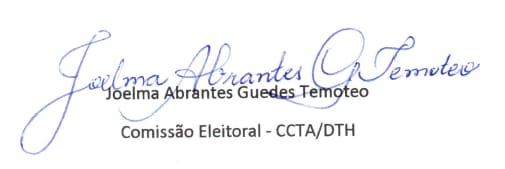 Joelma Abrantes G. Temoteo
Joelma Abrantes Guedes Temoteo
Comissão Eleitoral - CCTA/DTH